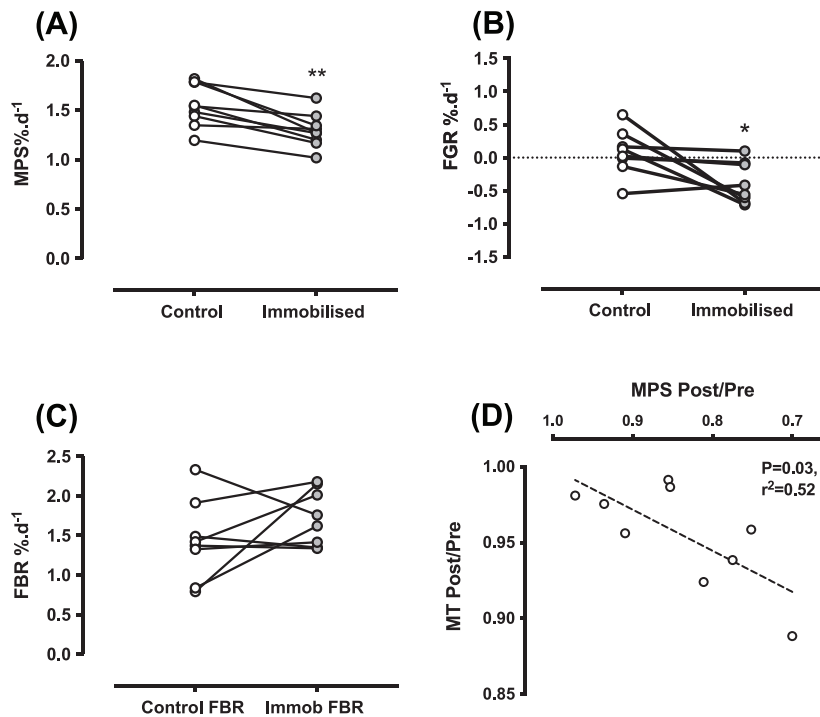 (A)
MPS%.d-1
2.0
1.5
1.0
0.5
0.0
**
Control Immobilised
(B)
FGR %.d-1
1.5
1.0
0.5
0.0
-0.5
-1.0
-1.5
*
Control Immobilised
(C)
FBR %.d-1
2.5
2.0
1.5
1.0
0.5
0.0
Control FBR Immob FBR
(D)
MPS Post/Pre
1.0 0.9 0.8 0.7
MT Post/Pre
1.00
0.95
0.90
0.85
P=0.03,
r2=0.52